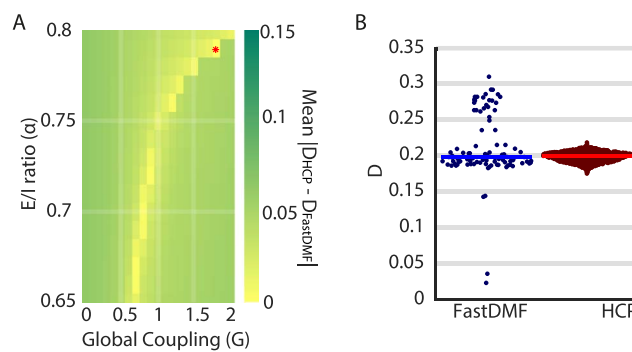 A
0.8
0.75
0.7
0.65
E/I ratio (α)
0 0.5 1 1.5 2
Global Coupling (G)
*
0.15
0.1
0.05
0
Mean |DHCP - DFastDMF|
B
0.35
0.3
0.25
0.2
0.15
0.1
0.05
0
D
FastDMF HCP